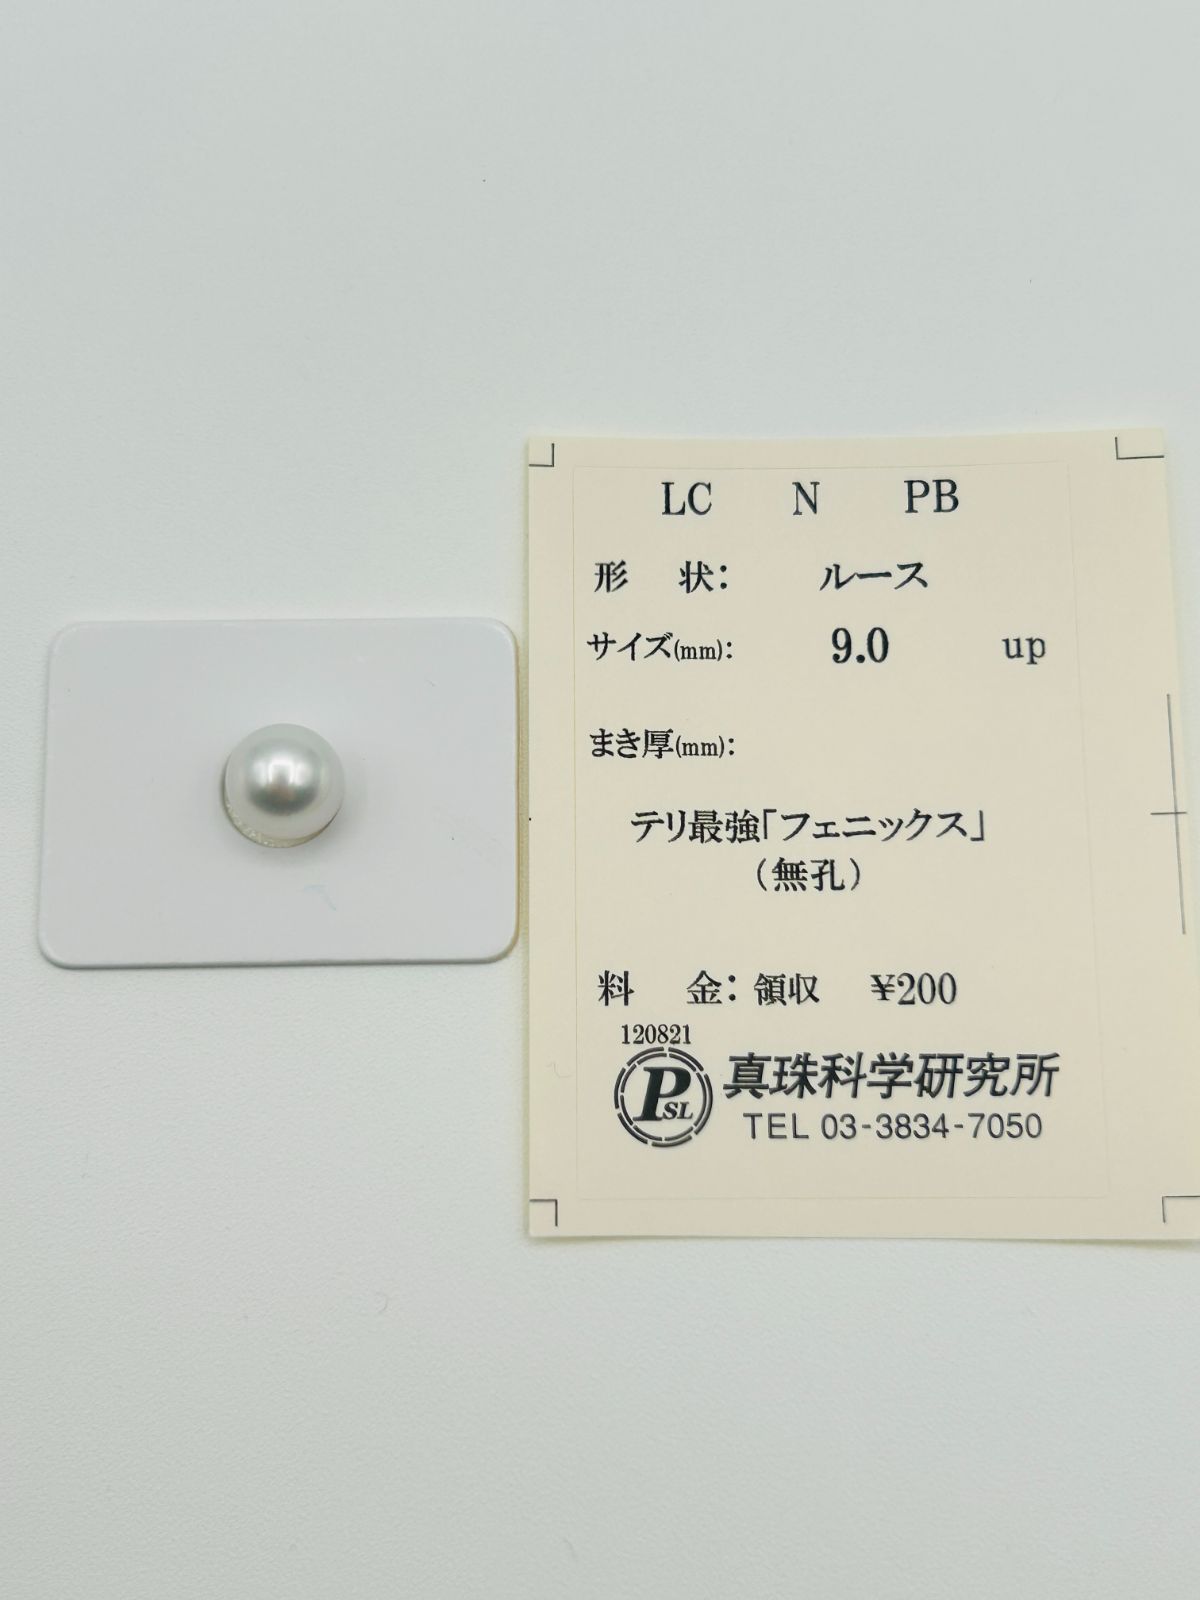 LC N PB
形 状: ルース
サイズ(mm): 9.0 up
まき厚(mm):
テリ最強「フェニックス」
(無孔)
料 金: 領収 ¥200
120821
PSL 真珠科学研究所
TEL 03-3834-7050